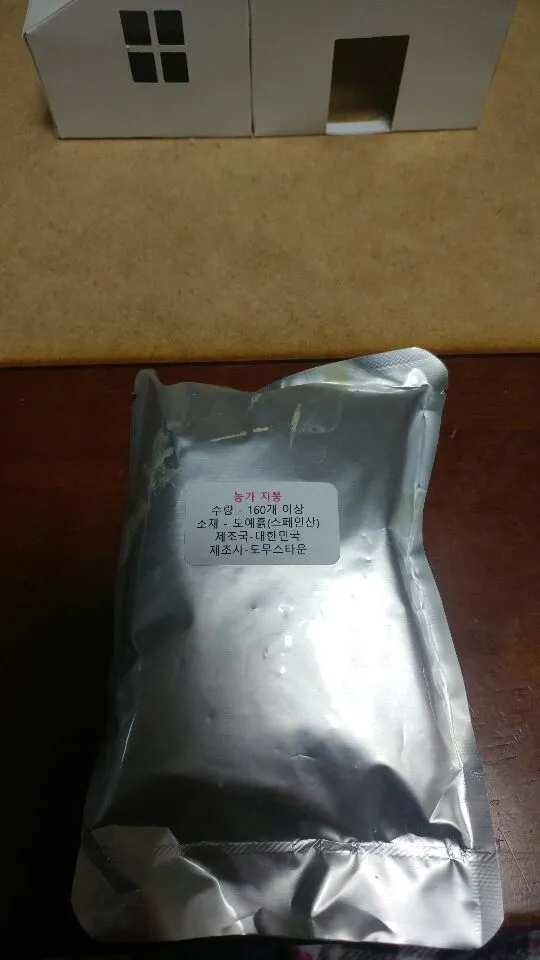 농가 지붕
수량 - 160개 이상
소재 - 도예흙(스페인산)
제조국-대한민국
제조사-도무스타운